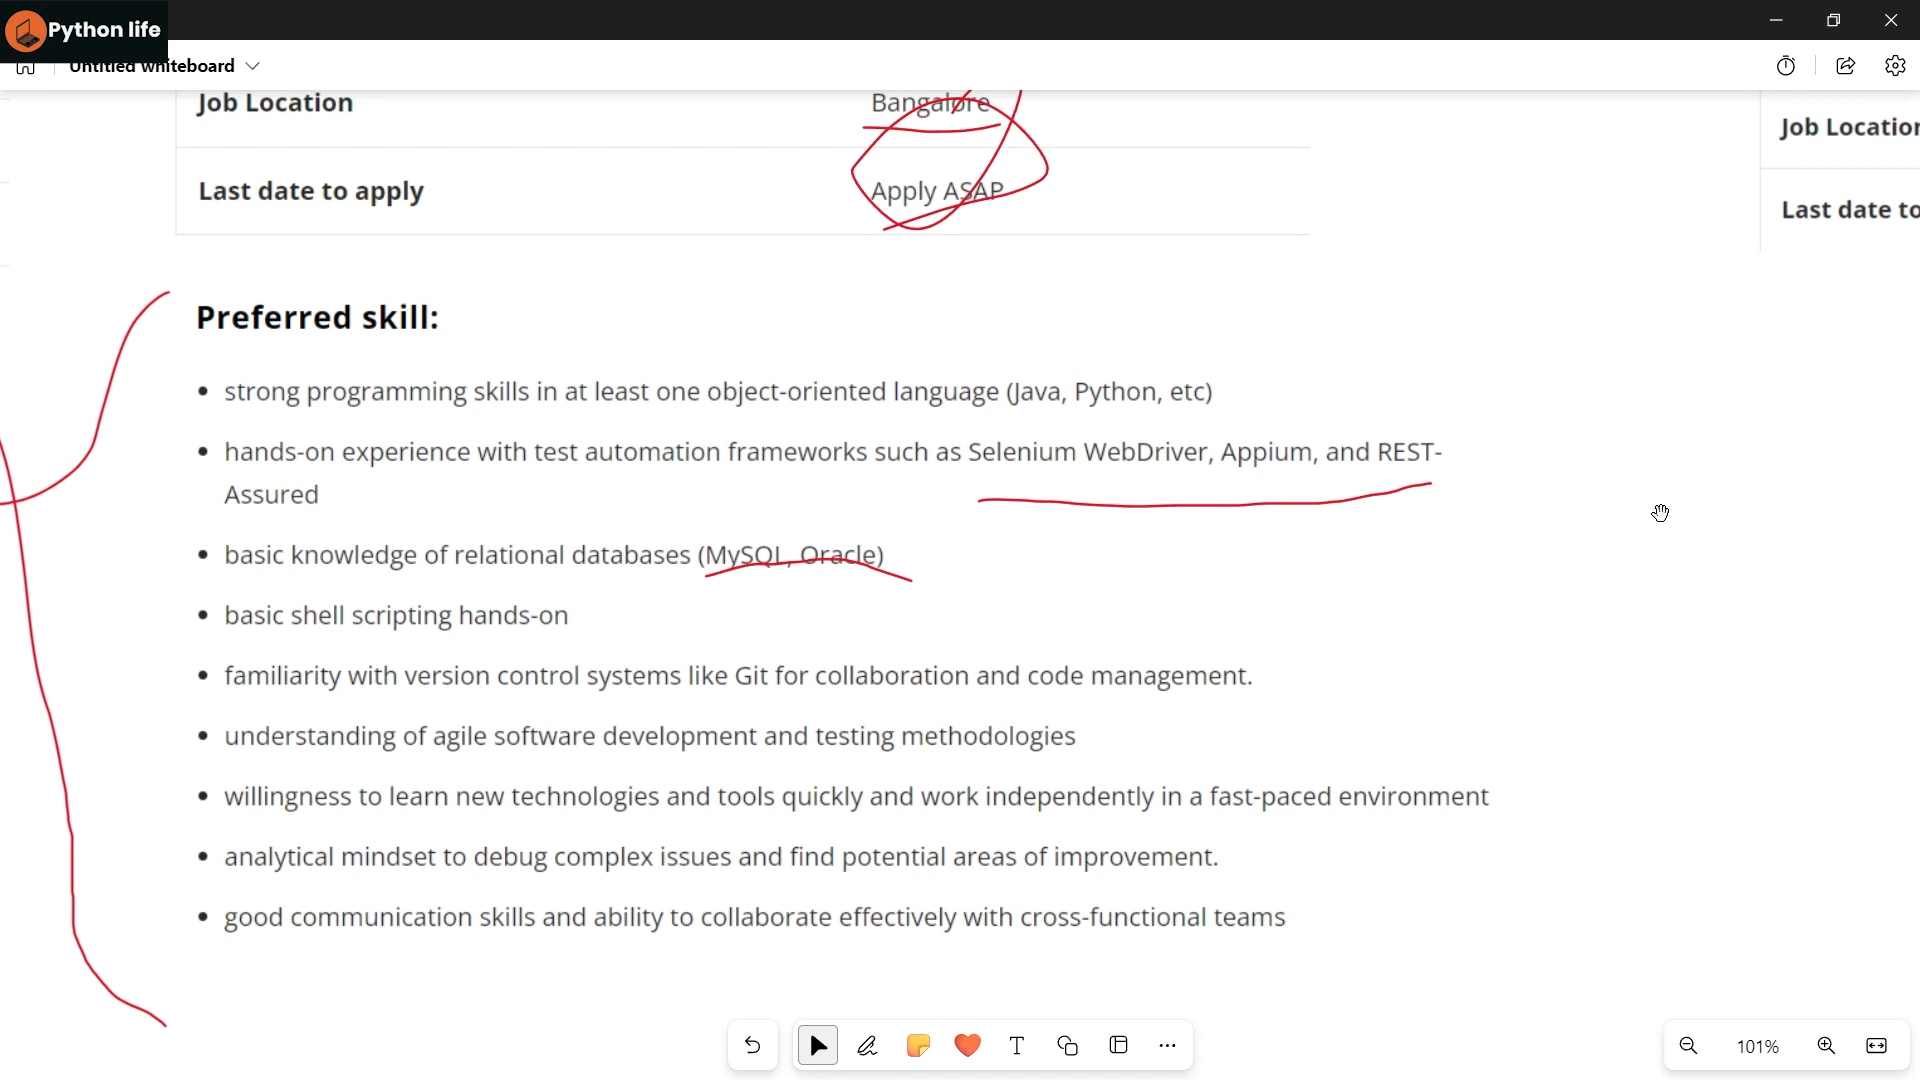 Python life
Untitled whiteboard
Job Location
Bangalore
Last date to apply
Apply ASAP
Preferred skill:
• strong programming skills in at least one object-oriented language (Java, Python, etc)
• hands-on experience with test automation frameworks such as Selenium WebDriver, Appium, and REST-
Assured
• basic knowledge of relational databases (MySQL, Oracle)
• basic shell scripting hands-on
• familiarity with version control systems like Git for collaboration and code management.
• understanding of agile software development and testing methodologies
• willingness to learn new technologies and tools quickly and work independently in a fast-paced environment
• analytical mindset to debug complex issues and find potential areas of improvement.
• good communication skills and ability to collaborate effectively with cross-functional teams
Job Location
Last date to
101%